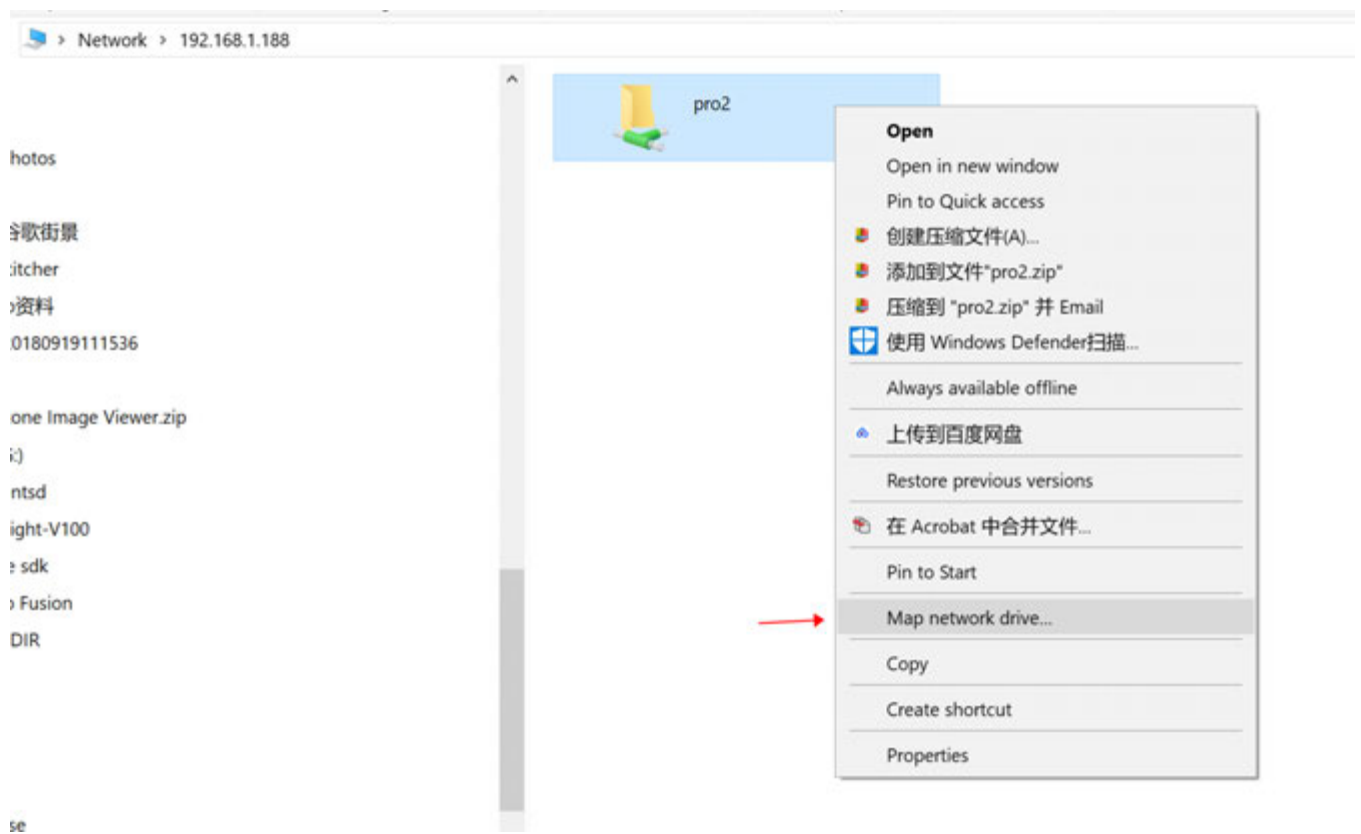 Network > 192.168.1.188
pro2
hotos
谷歌街景
itcher
资料
0180919111536
one Image Viewer.zip
:)
ntsd
ight-V100
sdk
Fusion
DIR
se
Open
Open in new window
Pin to Quick access
创建压缩文件(A)...
添加到文件"pro2.zip"
压缩到 "pro2.zip" 并 Email
使用 Windows Defender扫描...
Always available offline
上传到百度网盘
Restore previous versions
在 Acrobat 中合并文件...
Pin to Start
Map network drive...
Copy
Create shortcut
Properties